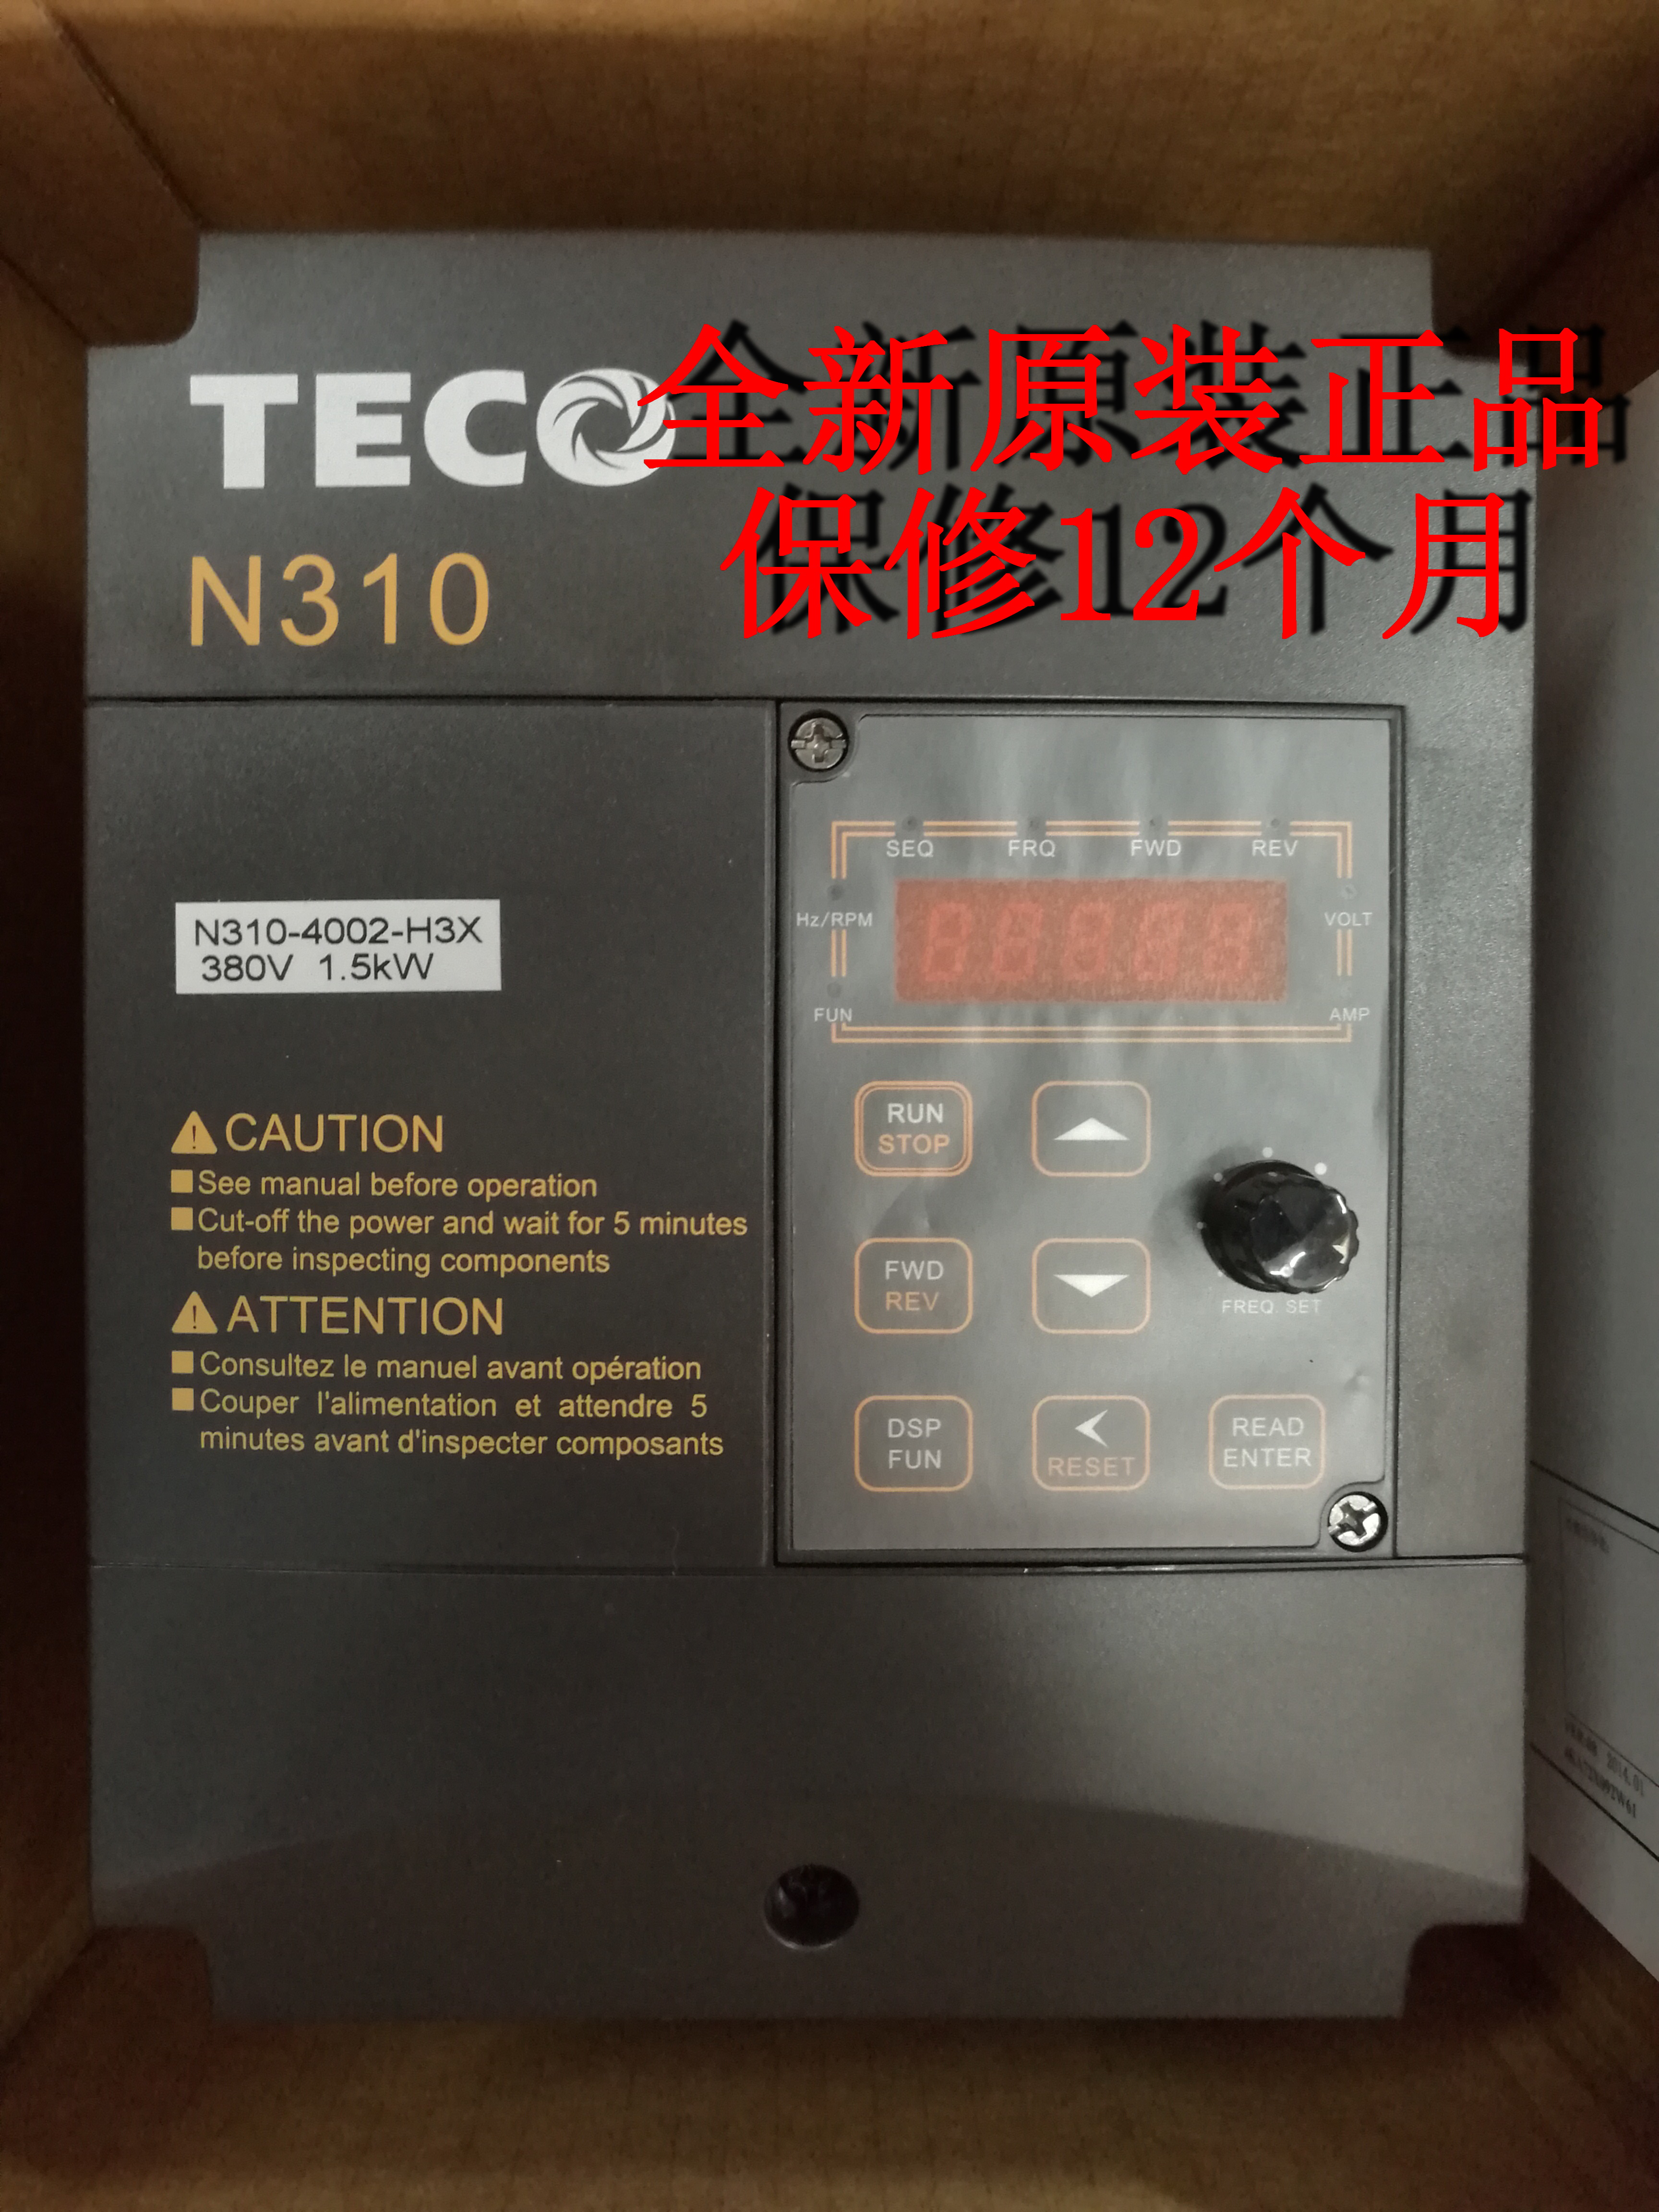 TECO
全新原装正品
保修12个月
N310
N310-4002-H3X
380V 1.5kW
CAUTION
See manual before operation
Cut-off the power and wait for 5 minutes
before inspecting components
ATTENTION
Consultez le manuel avant opération
Couper l'alimentation et attendre 5
minutes avant d'inspecter composants
SEQ FRQ FWD REV
Hz/RPM VOLT
FUN AMP
RUN
STOP
FWD
REV
FREQ. SET
DSP
FUN
RESET
READ
ENTER
2014.01